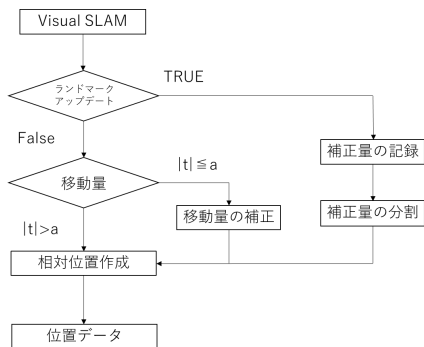 Visual SLAM
ランドマーク
アップデート
TRUE
False
補正量の記録
移動量
|t|≦a
移動量の補正
補正量の分割
|t|>a
相対位置作成
位置データ